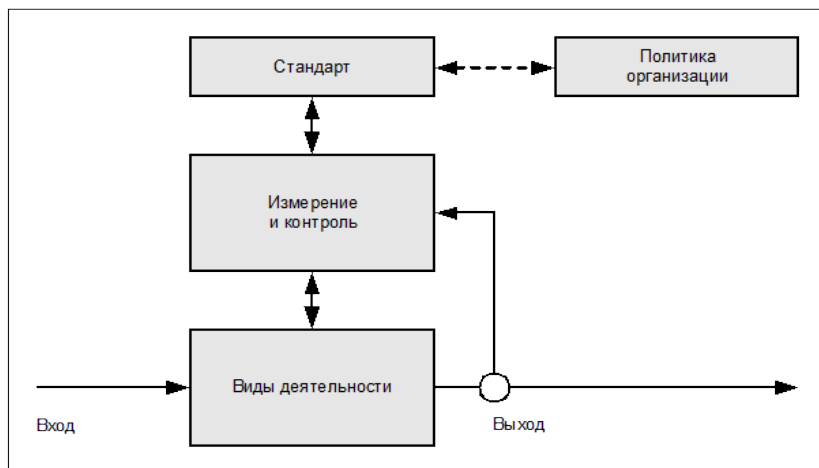 Стандарт
Политика
организации
Измерение
и контроль
Виды деятельности
Вход
Выход